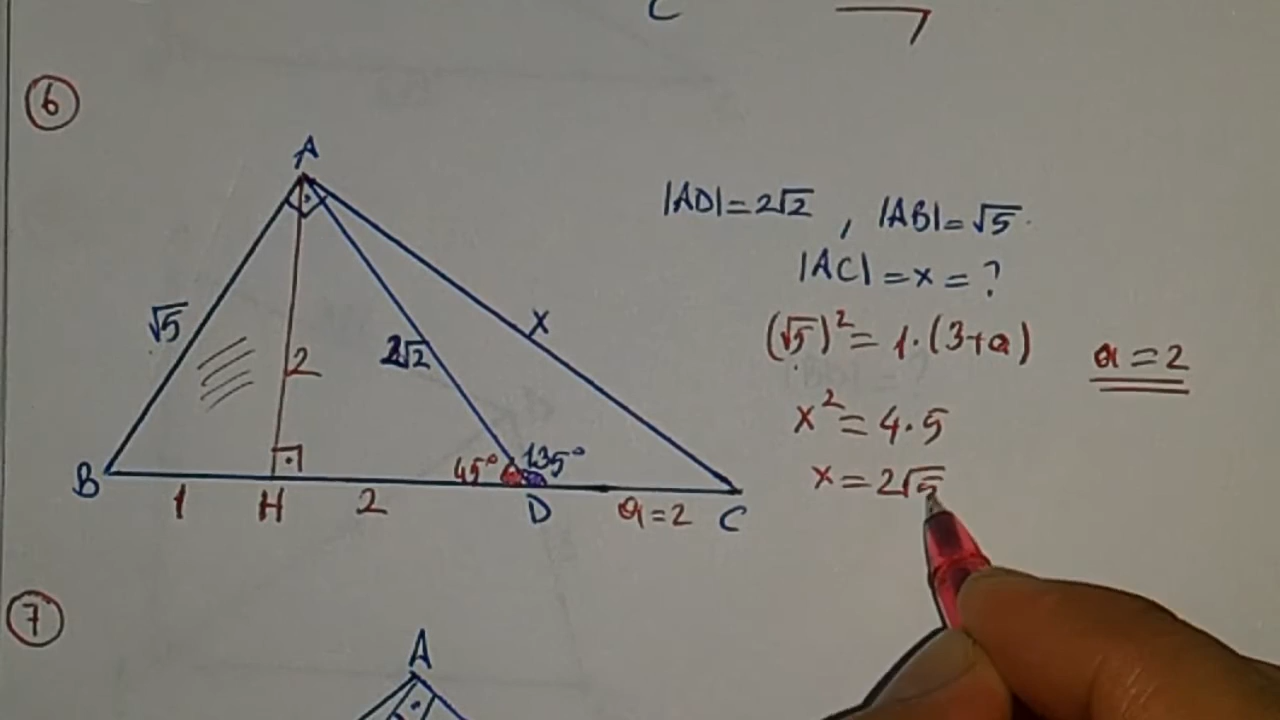 C
6
A
|AD|=2√2 , |AB|=√5
|AC|=x=?
√5
2
2√2
x
(√5)²=1.(3+a)
a=2
x²=4.5
x=2√5
B
45°
135°
1
H
2
D
a=2
C
7
A